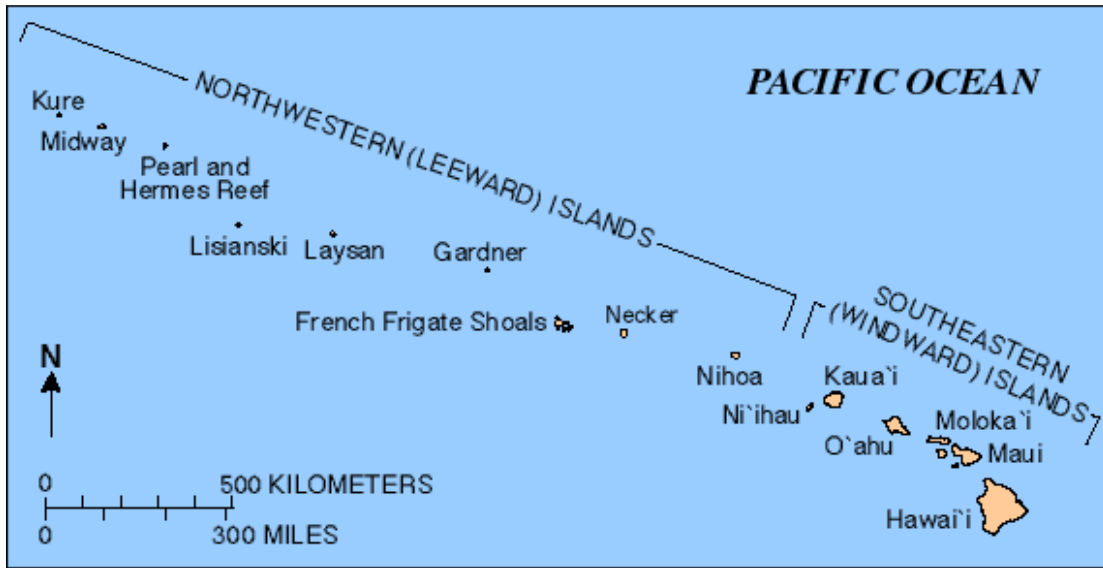 PACIFIC OCEAN
NORTHWESTERN (LEEWARD) ISLANDS
Kure
Midway
Pearl and
Hermes Reef
Lisianski
Laysan
Gardner
French Frigate Shoals
Necker
Nihoa
SOUTHEASTERN
(WINDWARD) ISLANDS
Kaua`i
Ni`ihau
O`ahu
Moloka`i
Maui
Hawai`i
N
0 500 KILOMETERS
0 300 MILES